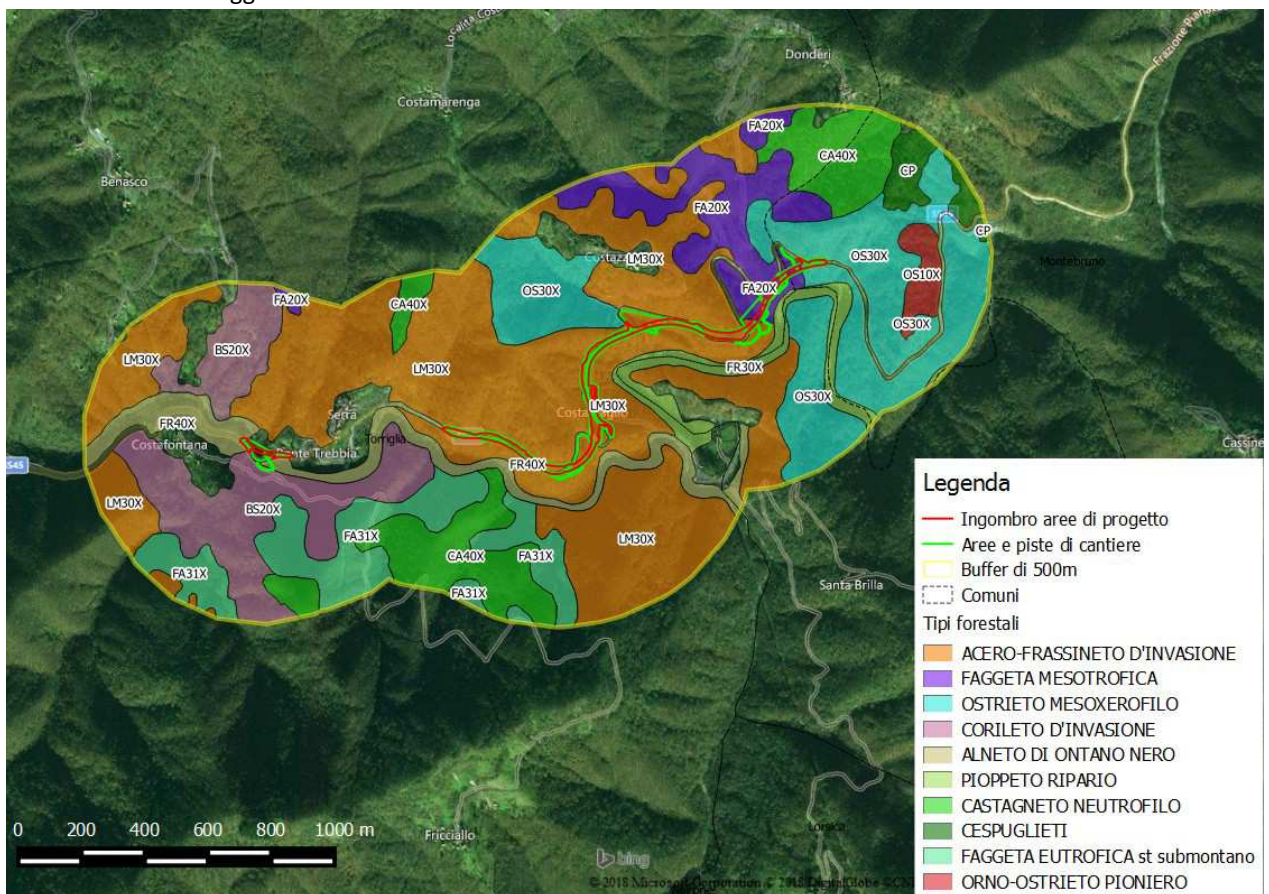 Donderi
Costamarenga
Benasco
FA20X
CA40X
CP
FA20X
LM30X
OS30X
OS30X
CP
Montebruno
FA20X
OS10X
FA20X
CA40X
OS30X
BS20X
LM30X
LM30X
FR30X
LM30X
OS30X
Serra
FR40X
Costafontana
Torriglia
FR40X
Cassine
SS45
LM30X
BS20X
FA31X
LM30X
CA40X
FA31X
FA31X
FA31X
Santa Brilla
Fricciallo
Legenda
Ingombro aree di progetto
Aree e piste di cantiere
Buffer di 500m
Comuni
Tipi forestali
ACERO-FRASSINETO D'INVASIONE
FAGGETA MESOTROFICA
OSTRIETO MESOXEROFILO
CORILETO D'INVASIONE
ALNETO DI ONTANO NERO
PIOPPETO RIPARIO
CASTAGNETO NEUTROFILO
CESPUGLIETI
FAGGETA EUTROFICA st submontano
ORNO-OSTRIETO PIONIERO
0 200 400 600 800 1000 m
bing
© 2018 Microsoft Corporation © 2018 DigitalGlobe